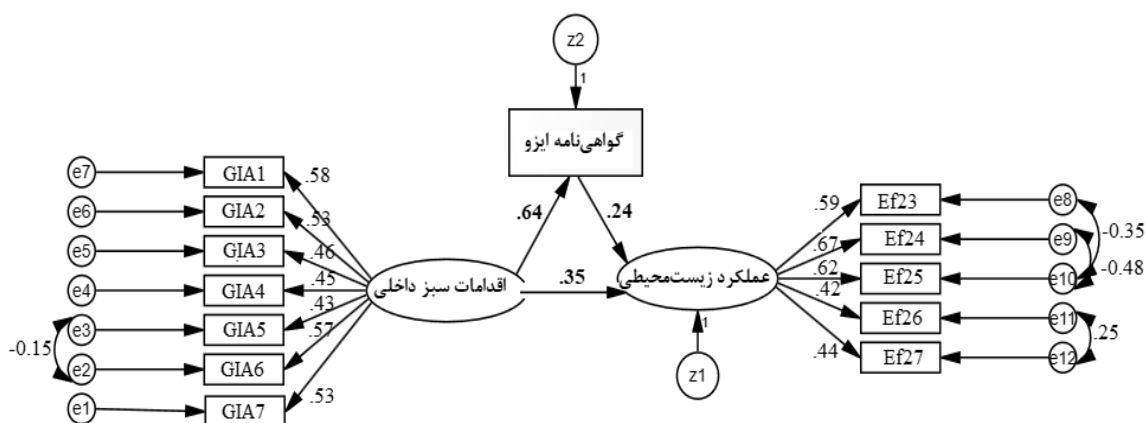 z2
1
گواهی‌نامه ایزو
e7
GIA1
.58
e6
GIA2
.53
e5
GIA3
.46
e4
GIA4
.45
e3
GIA5
.43
e2
GIA6
.57
e1
GIA7
.53
-0.15
.64
.24
اقدامات سبز داخلی
.35
عملکرد زیست‌محیطی
1
z1
.59
Ef23
e8
.67
Ef24
e9
.62
Ef25
e10
.42
Ef26
e11
.44
Ef27
e12
-0.35
-0.48
.25